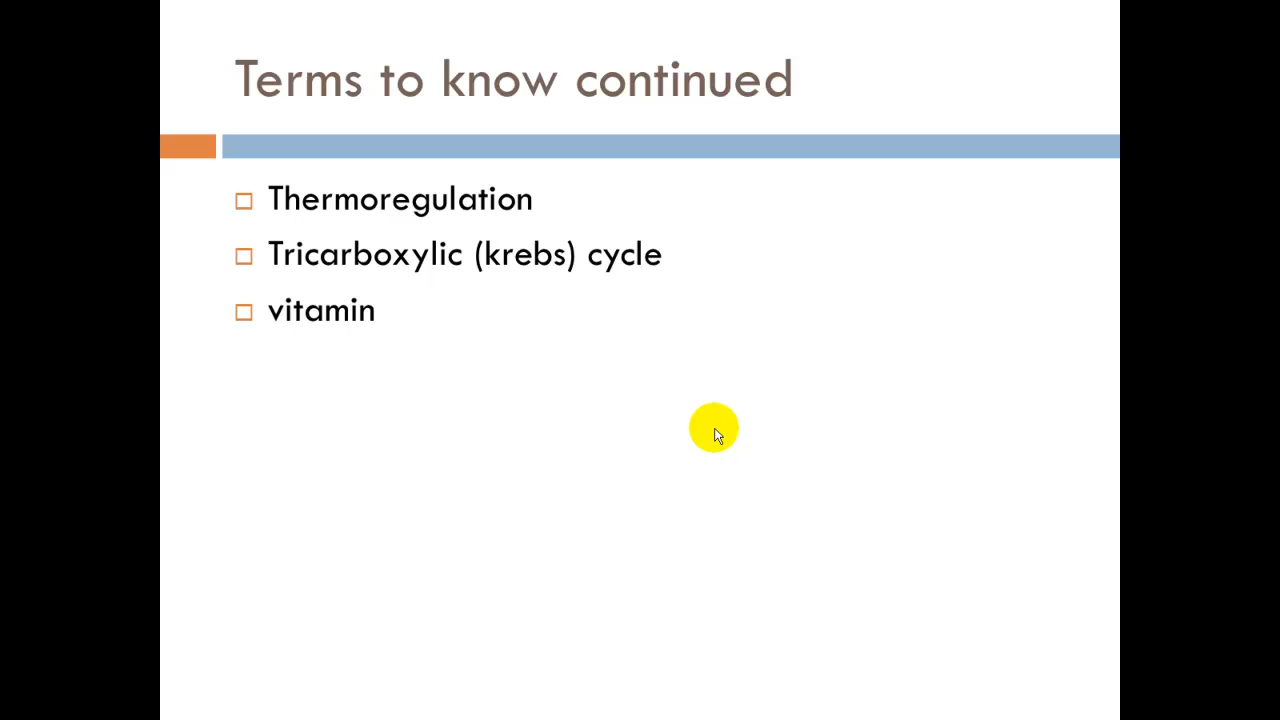 Terms to know continued
Thermoregulation
Tricarboxylic (krebs) cycle
vitamin